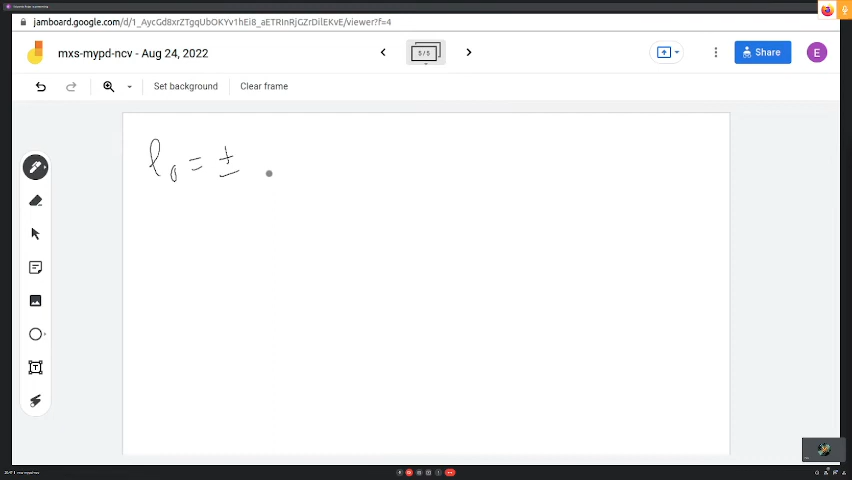 jamboard.google.com/d/1_AycGd8xrZTgqUbOKYv1hEi8_aETRInRjGZrDilEKvE/viewer?f=4
mxs-mypd-ncv - Aug 24, 2022
5/5
Share
E
Set background
Clear frame
l₀ = ±
T